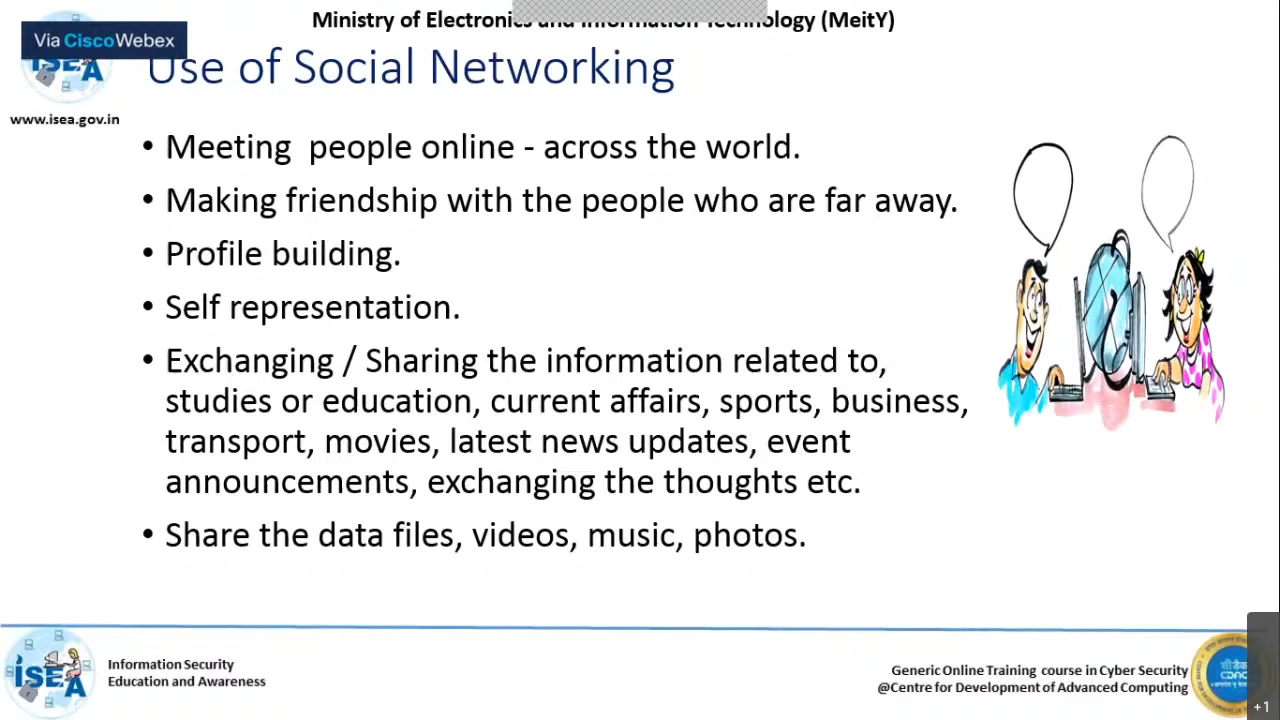 Ministry of Electronics and Information Technology (MeitY)
Via CiscoWebex
ISEA
Use of Social Networking
www.isea.gov.in
• Meeting  people online - across the world.
• Making friendship with the people who are far away.
• Profile building.
• Self representation.
• Exchanging / Sharing the information related to,
studies or education, current affairs, sports, business,
transport, movies, latest news updates, event
announcements, exchanging the thoughts etc.
• Share the data files, videos, music, photos.
iSEA
Information Security
Education and Awareness
Generic Online Training course in Cyber Security
@Centre for Development of Advanced Computing
सी डैक
CDAC
+1